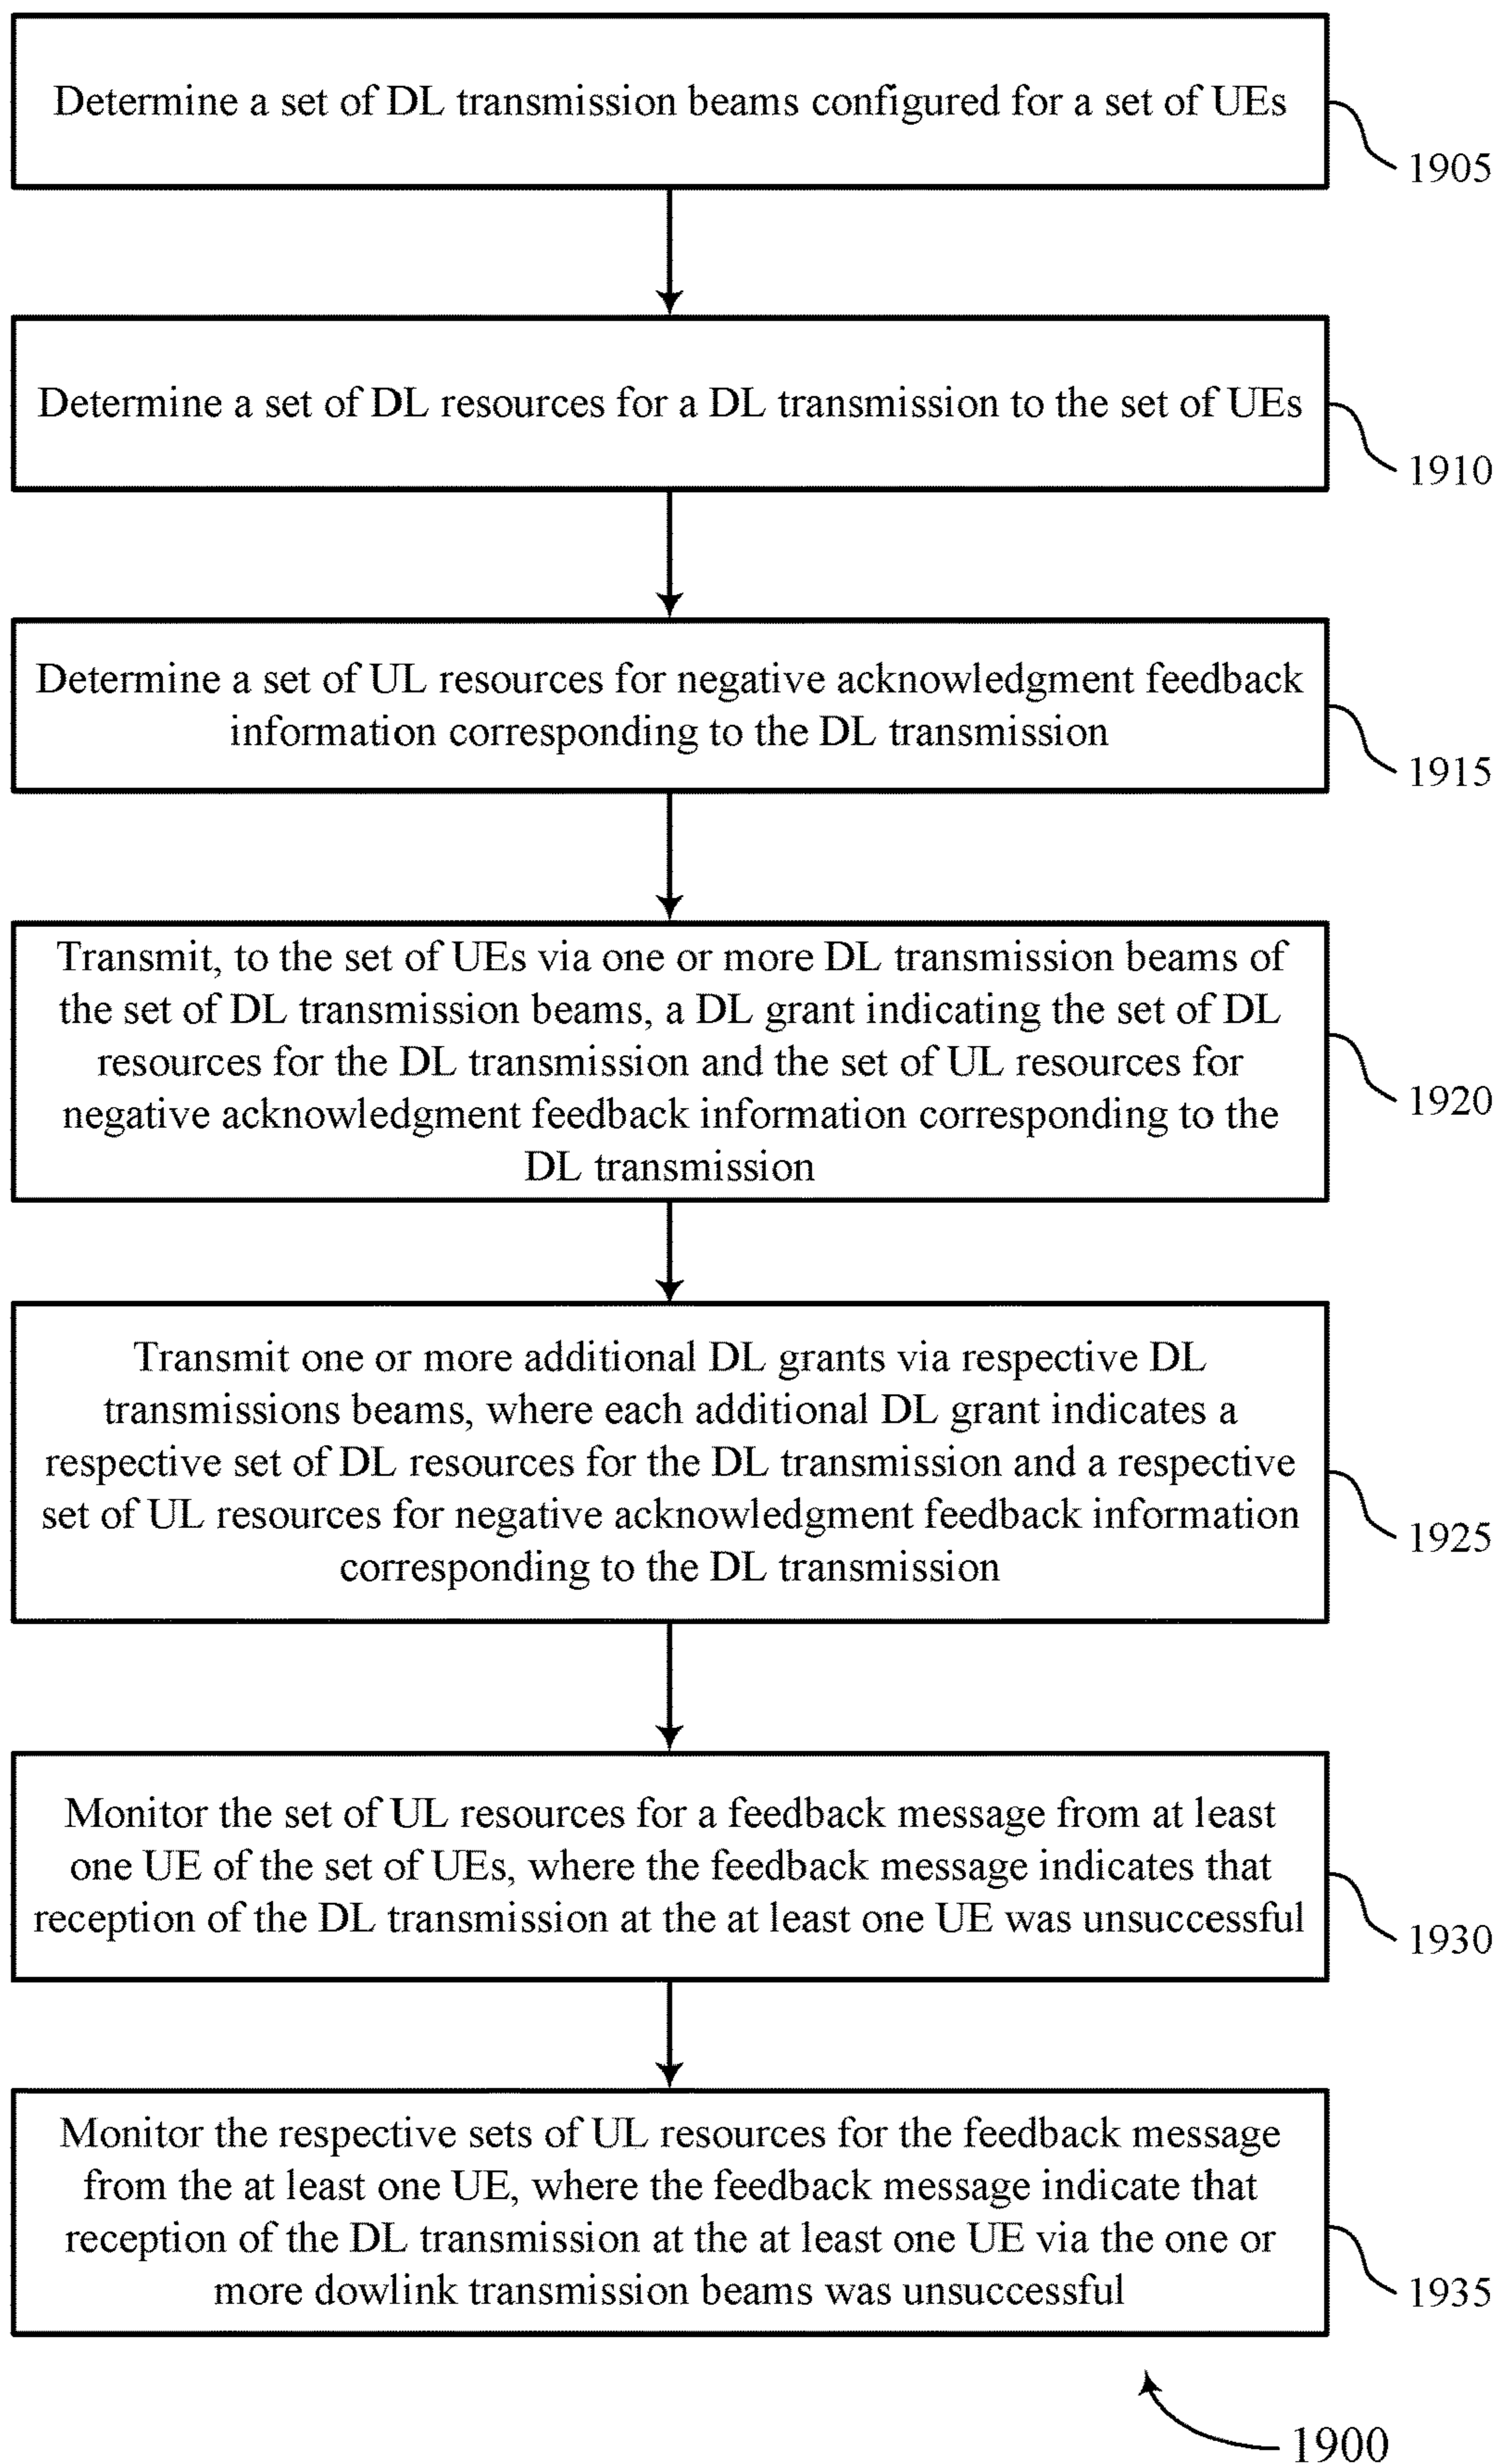 Determine a set of DL transmission beams configured for a set of UEs
1905
Determine a set of DL resources for a DL transmission to the set of UEs
1910
Determine a set of UL resources for negative acknowledgment feedback
information corresponding to the DL transmission
1915
Transmit, to the set of UEs via one or more DL transmission beams of
the set of DL transmission beams, a DL grant indicating the set of DL
resources for the DL transmission and the set of UL resources for
negative acknowledgment feedback information corresponding to the
DL transmission
1920
Transmit one or more additional DL grants via respective DL
transmissions beams, where each additional DL grant indicates a
respective set of DL resources for the DL transmission and a respective
set of UL resources for negative acknowledgment feedback information
corresponding to the DL transmission
1925
Monitor the set of UL resources for a feedback message from at least
one UE of the set of UEs, where the feedback message indicates that
reception of the DL transmission at the at least one UE was unsuccessful
1930
Monitor the respective sets of UL resources for the feedback message
from the at least one UE, where the feedback message indicate that
reception of the DL transmission at the at least one UE via the one or
more dowlink transmission beams was unsuccessful
1935
1900